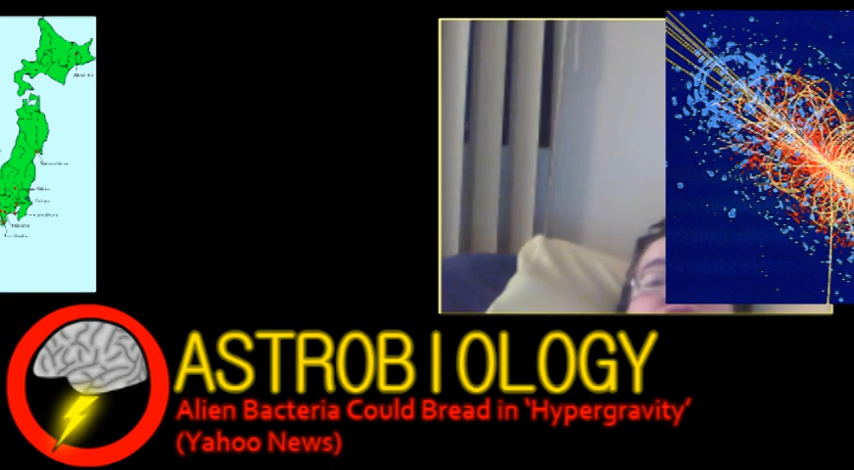 ASTROBIOLOGY
Alien Bacteria Could Bread in ‘Hypergravity’
(Yahoo News)